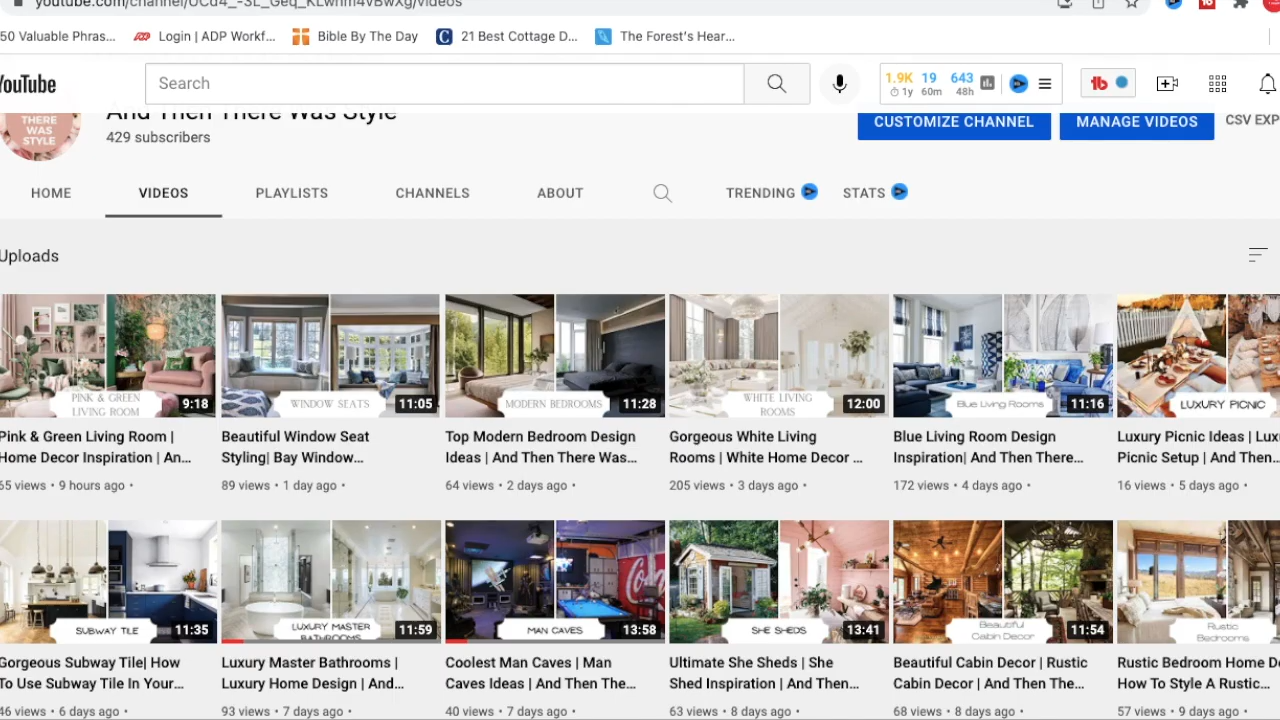 50 Valuable Phras...
Login | ADP Workf...
Bible By The Day
21 Best Cottage D...
The Forest's Hear...
YouTube
Search
1.9K 19 643
1y 60m 48h
And Then There Was Style
429 subscribers
THERE
WAS
STYLE
CUSTOMIZE CHANNEL
MANAGE VIDEOS
CSV EXP
HOME
VIDEOS
PLAYLISTS
CHANNELS
ABOUT
TRENDING
STATS
Uploads
PINK & GREEN
LIVING ROOM
9:18
WINDOW SEATS
11:05
MODERN BEDROOMS
11:28
WHITE LIVING
ROOMS
12:00
Blue Living Rooms
11:16
LUXURY PICNIC
Pink & Green Living Room |
Home Decor Inspiration | An...
65 views • 9 hours ago •
Beautiful Window Seat
Styling| Bay Window...
89 views • 1 day ago •
Top Modern Bedroom Design
Ideas | And Then There Was...
64 views • 2 days ago •
Gorgeous White Living
Rooms | White Home Decor ...
205 views • 3 days ago •
Blue Living Room Design
Inspiration| And Then There...
172 views • 4 days ago •
Luxury Picnic Ideas | Lux
Picnic Setup | And Then...
16 views • 5 days ago •
SUBWAY TILE
11:35
LUXURY MASTER
BATHROOMS
11:59
MAN CAVES
13:58
SHE SHEDS
13:41
Beautiful
Cabin Decor
11:54
Rustic
Bedrooms
Gorgeous Subway Tile| How
To Use Subway Tile In Your...
46 views • 6 days ago •
Luxury Master Bathrooms |
Luxury Home Design | And...
93 views • 7 days ago •
Coolest Man Caves | Man
Caves Ideas | And Then The...
40 views • 7 days ago •
Ultimate She Sheds | She
Shed Inspiration | And Then...
63 views • 8 days ago •
Beautiful Cabin Decor | Rustic
Cabin Decor | And Then The...
68 views • 8 days ago •
Rustic Bedroom Home D
How To Style A Rustic...
57 views • 9 days ago •